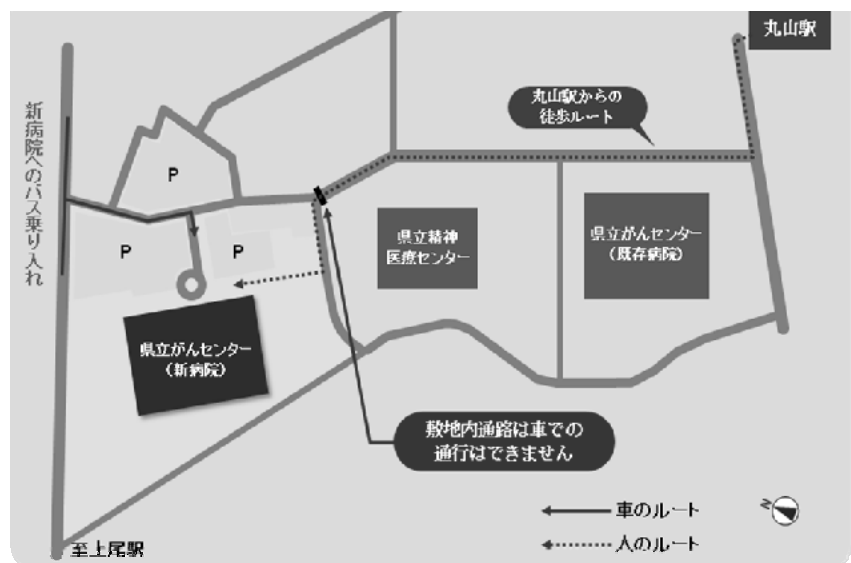 丸山駅
丸山駅からの
徒歩ルート
新病院へのバス乗り入れ
P
P
P
県立精神
医療センター
県立がんセンター
（既存病院）
県立がんセンター
（新病院）
敷地内通路は車での
通行はできません
車のルート
人のルート
N
至上尾駅